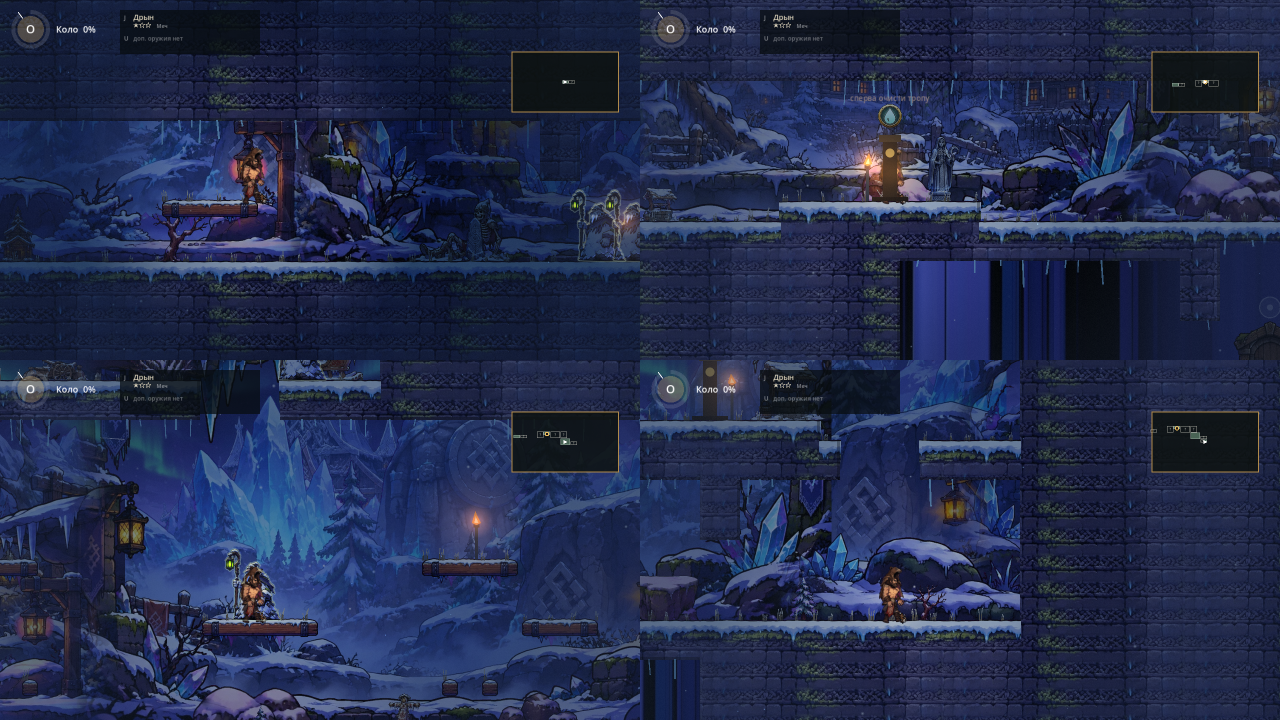 О
Коло 0%
J Дрын
★☆☆ Меч
U доп. оружия нет
О
Коло 0%
J Дрын
★☆☆ Меч
U доп. оружия нет
сперва очисти тропу
О
Коло 0%
J Дрын
★☆☆ Меч
U доп. оружия нет
О
Коло 0%
J Дрын
★☆☆ Меч
U доп. оружия нет